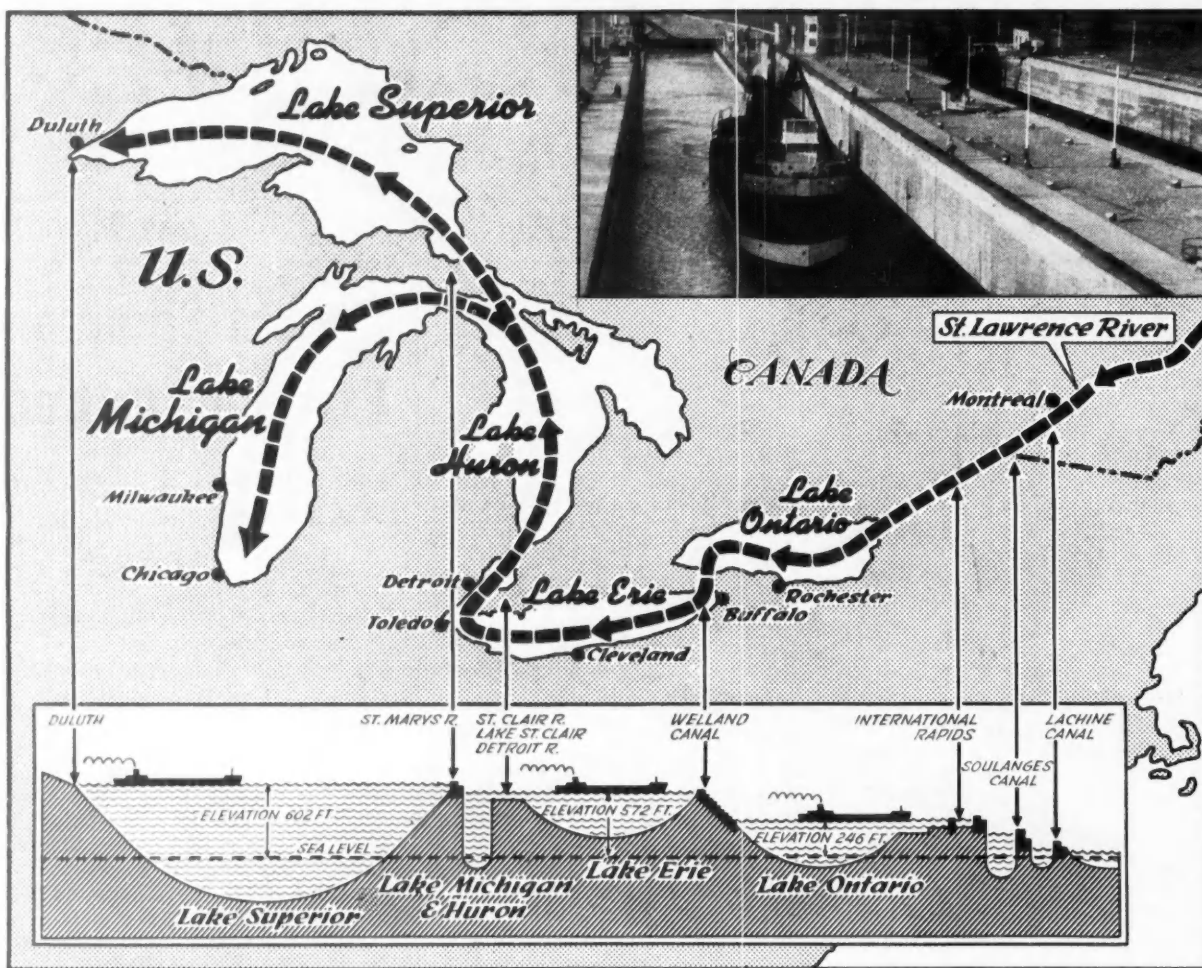 Lake Superior
Duluth
U.S.
St. Lawrence River
CANADA
Lake
Michigan
Montreal
Lake
Huron
Lake
Ontario
Milwaukee
Chicago
Detroit
Lake Erie
Rochester
Buffalo
Toledo
Cleveland
DULUTH
ST. MARYS R.
ST. CLAIR R.
LAKE ST. CLAIR
DETROIT R.
WELLAND
CANAL
INTERNATIONAL
RAPIDS
LACHINE
CANAL
SOULANGES
CANAL
ELEVATION 602 FT.
ELEVATION 572 FT.
ELEVATION 246 FT.
SEA LEVEL
Lake Superior
Lake Michigan
& Huron
Lake Erie
Lake Ontario